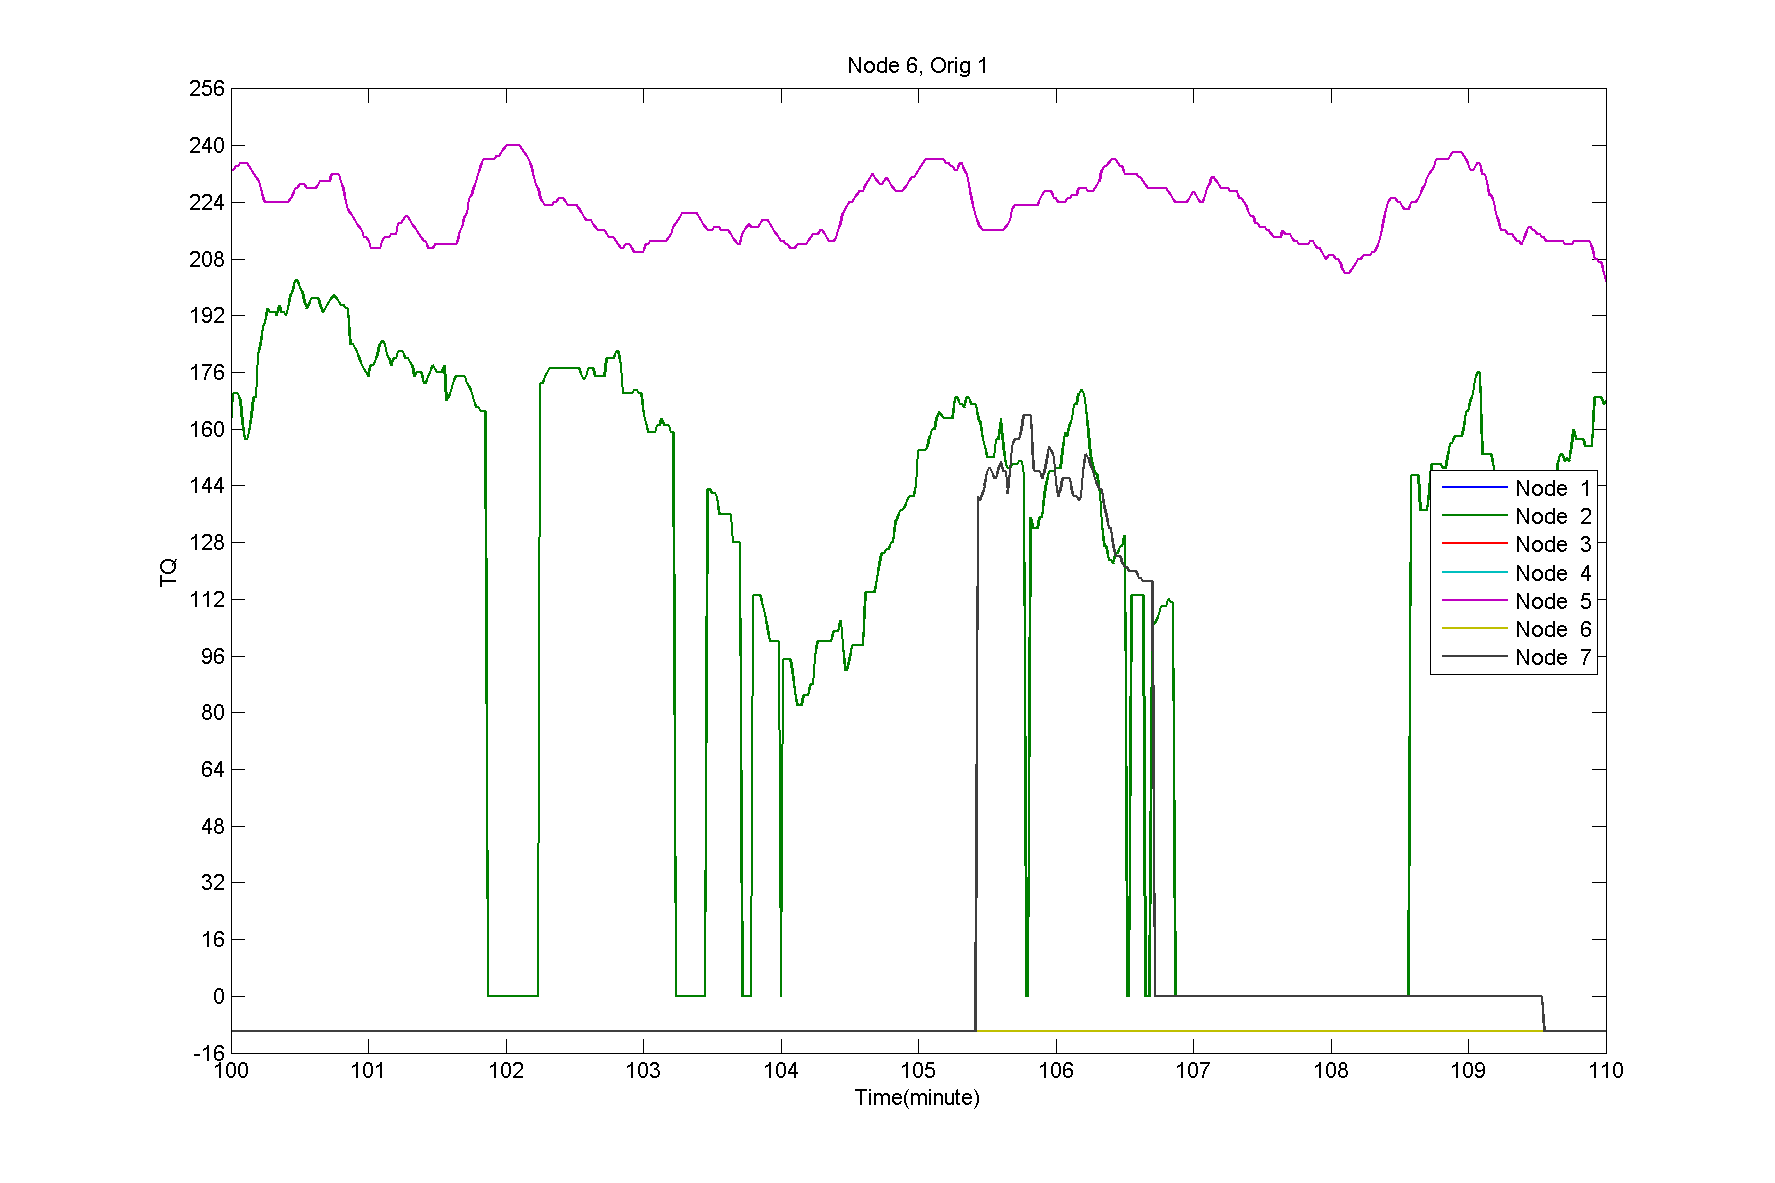 Node 6, Orig 1
256
240
224
208
192
176
160
144
128
112
96
80
64
48
32
16
0
-16
TQ
Node 1
Node 2
Node 3
Node 4
Node 5
Node 6
Node 7
100 101 102 103 104 105 106 107 108 109 110
Time(minute)